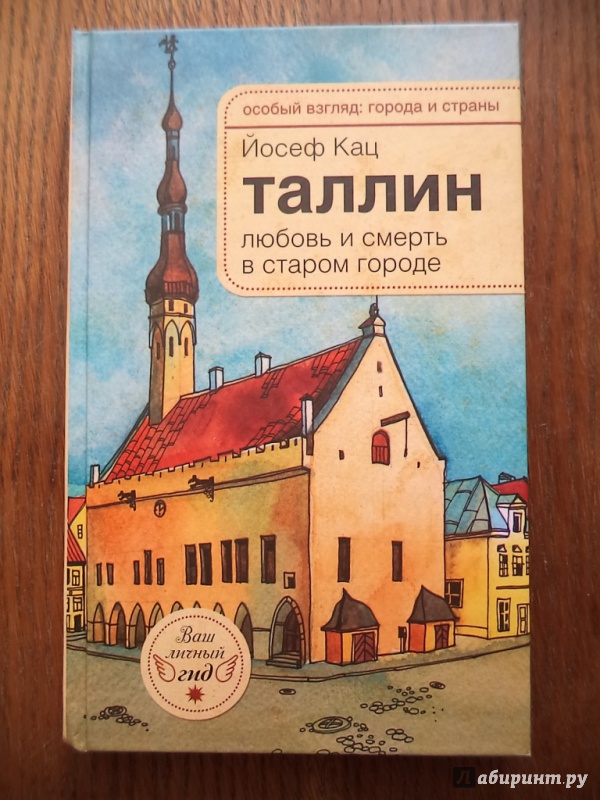 особый взгляд: города и страны
Йосеф Кац
таллин
любовь и смерть
в старом городе
Ваш
личный
гид
Лабиринт.ру